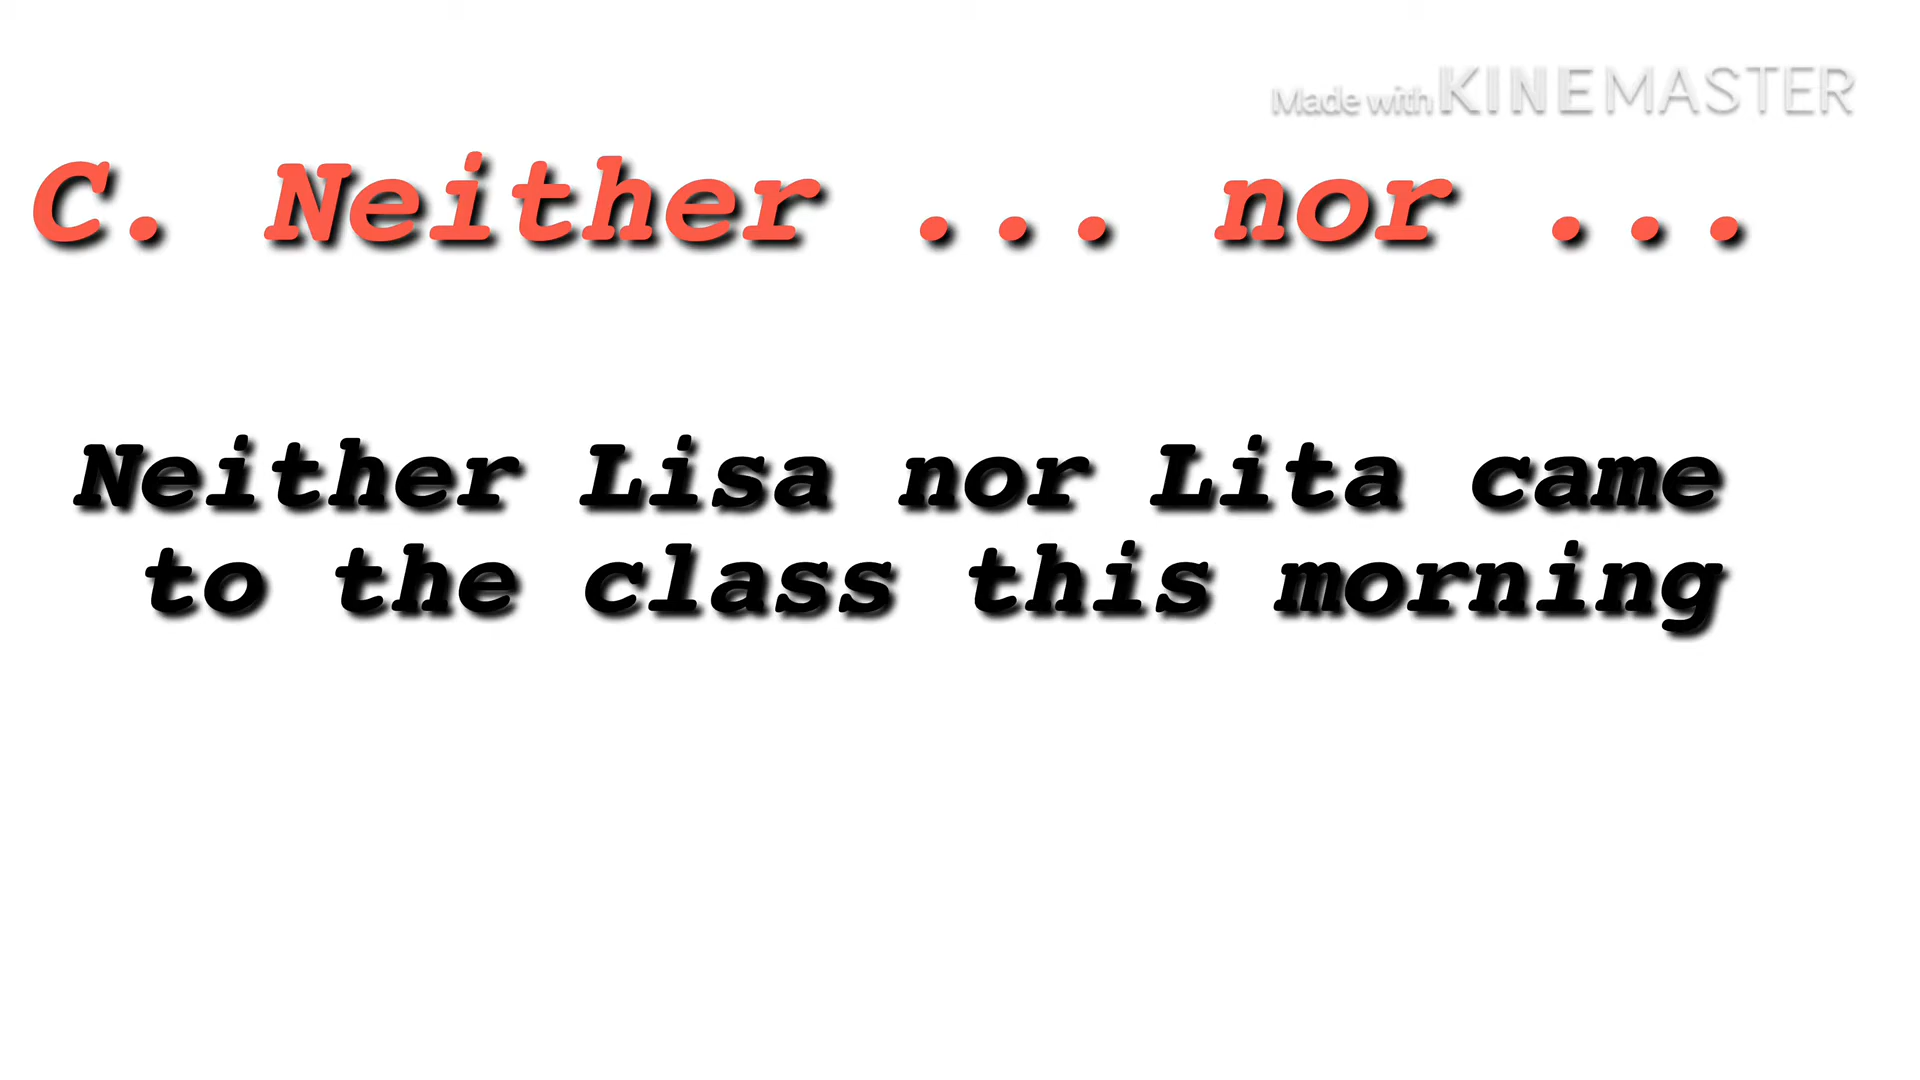 Made with KINEMASTER
C. Neither ... nor ...
Neither Lisa nor Lita came
to the class this morning